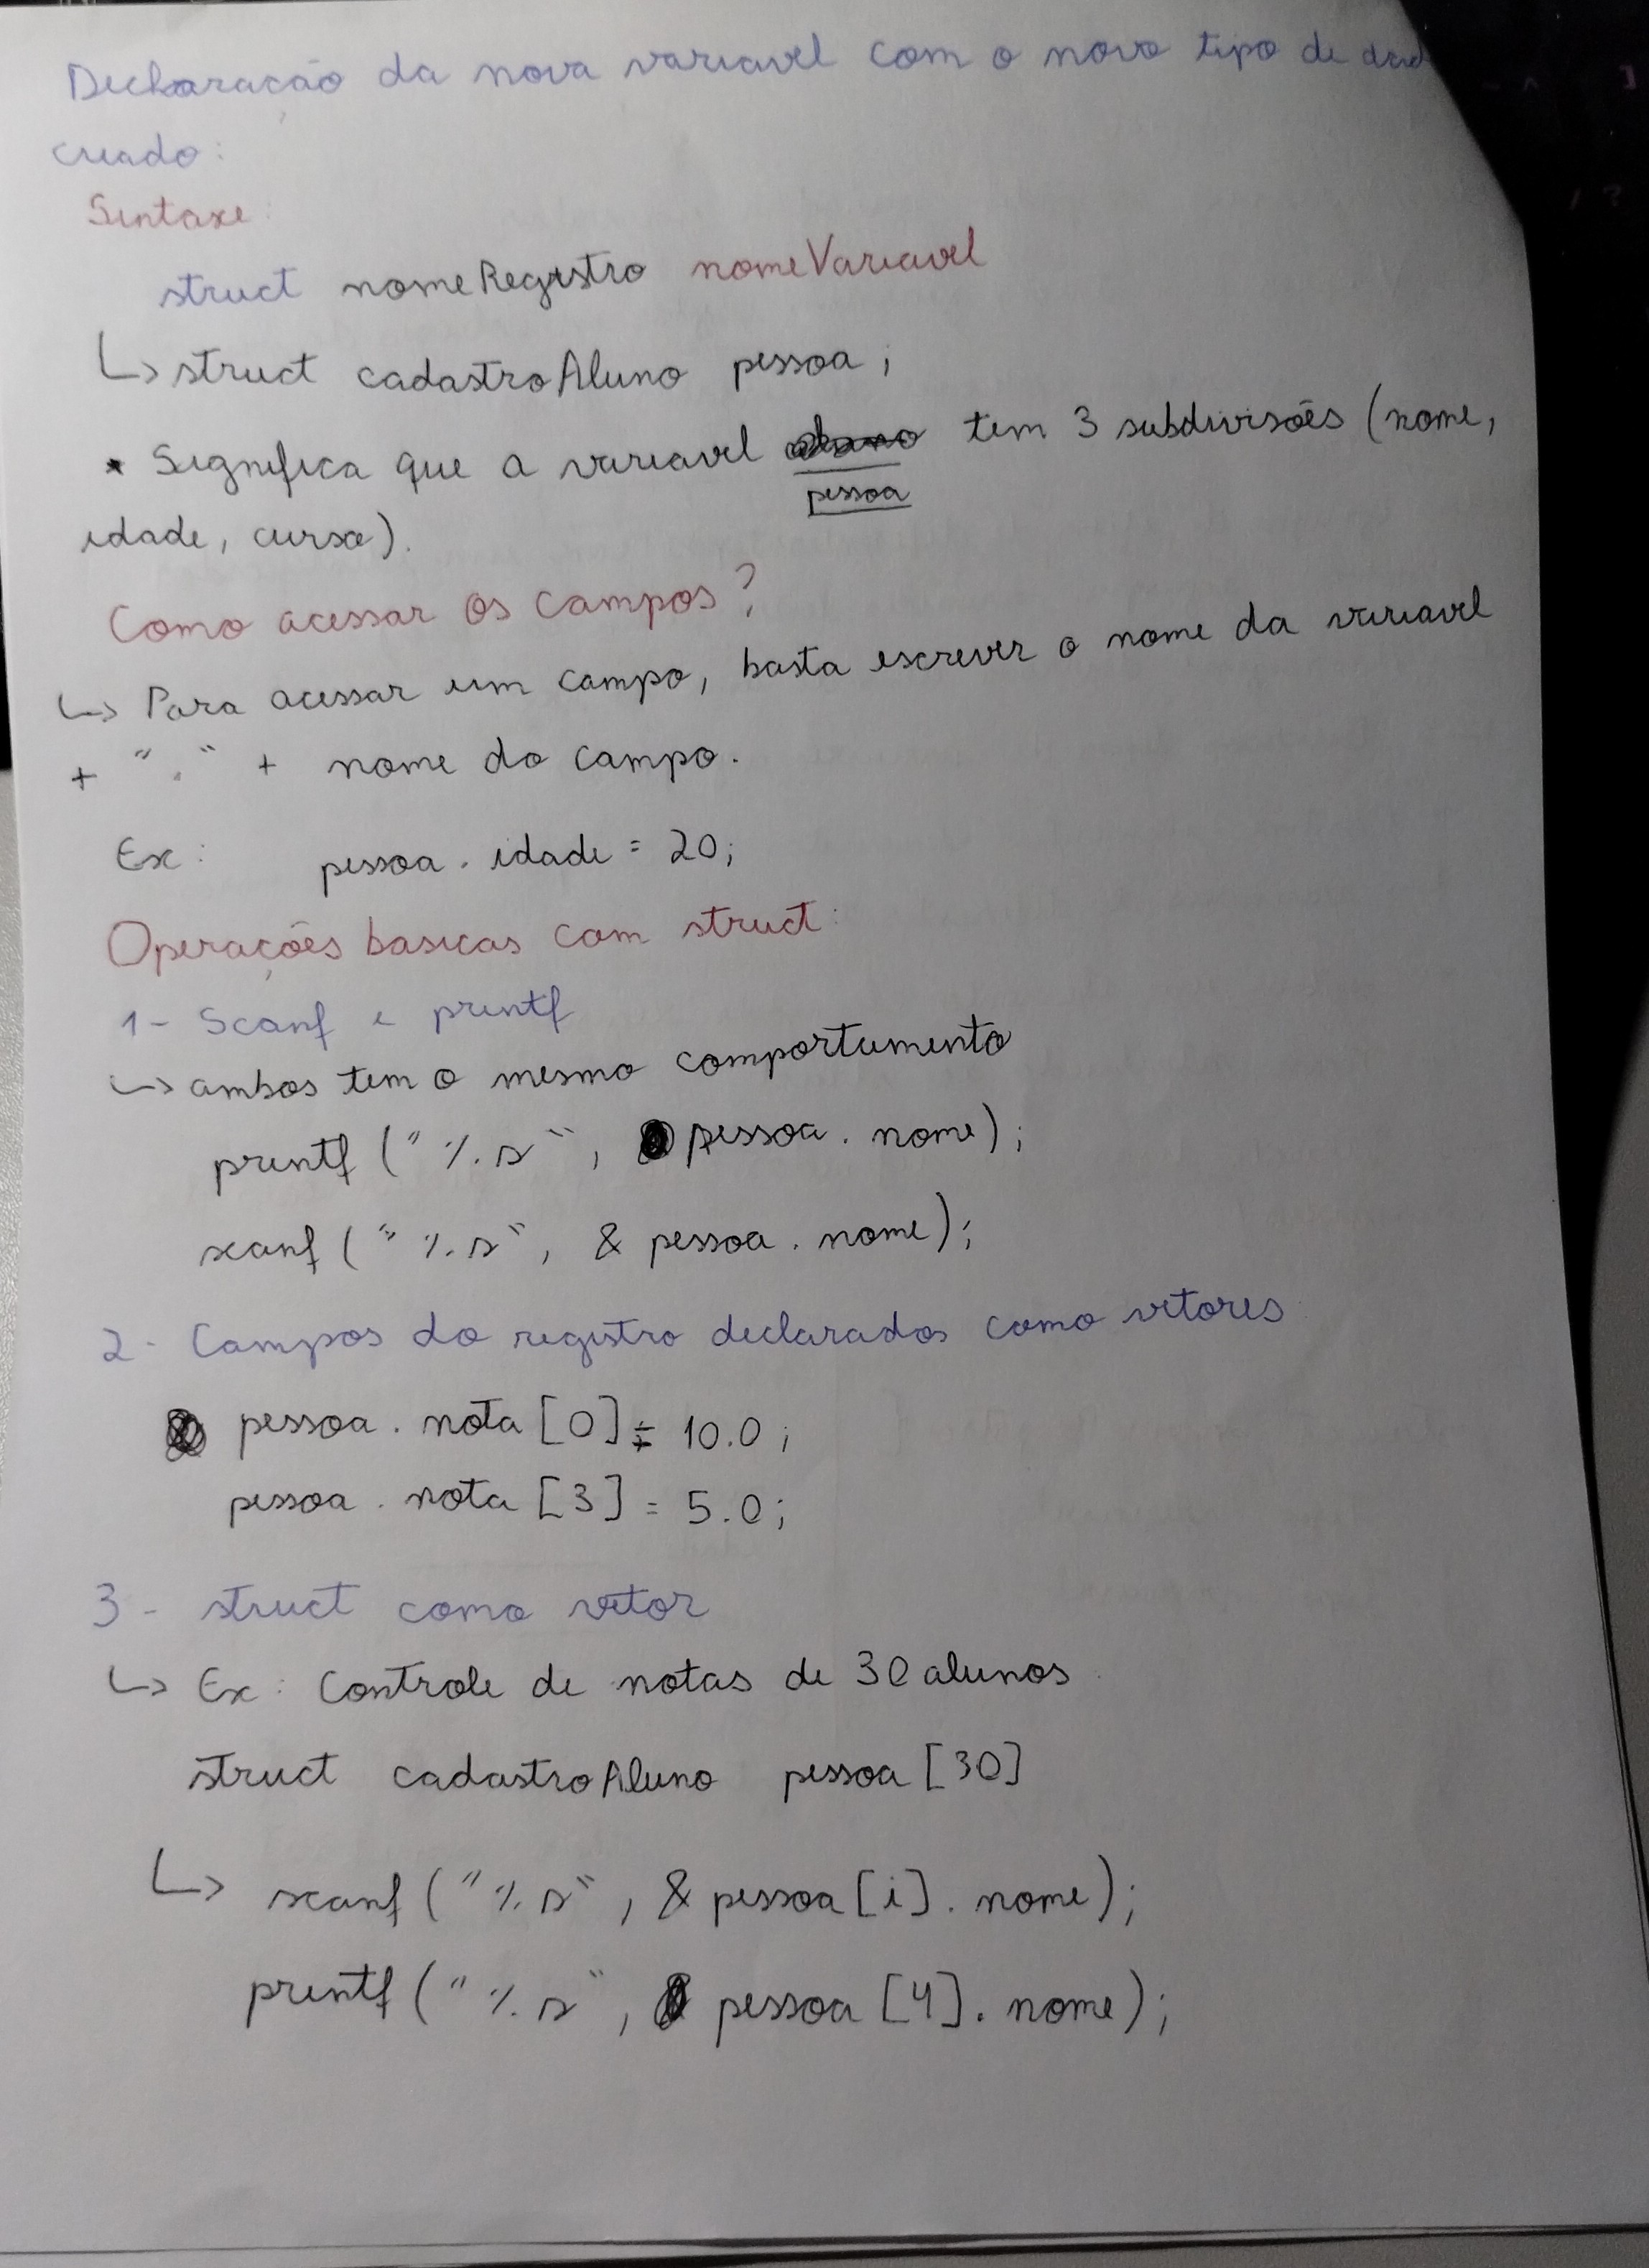 Declaração da nova variavel com o novo tipo de dad
criado:
Sintaxe:
struct nomeRegistro nomeVariavel
↳ struct cadastroAluno pessoa;
* Significa que a variavel tem 3 subdivisões (nome,
pessoa
idade, curso).
Como acessar os campos?
↳ Para acessar um campo, basta escrever o nome da variavel
+ "." + nome do campo.
Ex: pessoa.idade = 20;
Operações basicas com struct:
1- Scanf e printf
↳ ambos tem o mesmo comportamento
printf ("%s", pessoa.nome);
scanf ("%s", & pessoa.nome);
2- Campos do registro declarados como vetores
pessoa.nota[0] = 10.0;
pessoa.nota[3] = 5.0;
3- struct como vetor
↳ Ex: Controle de notas de 30 alunos.
struct cadastroAluno pessoa[30]
↳ scanf ("%s", & pessoa[i].nome);
printf ("%s", pessoa[4].nome);